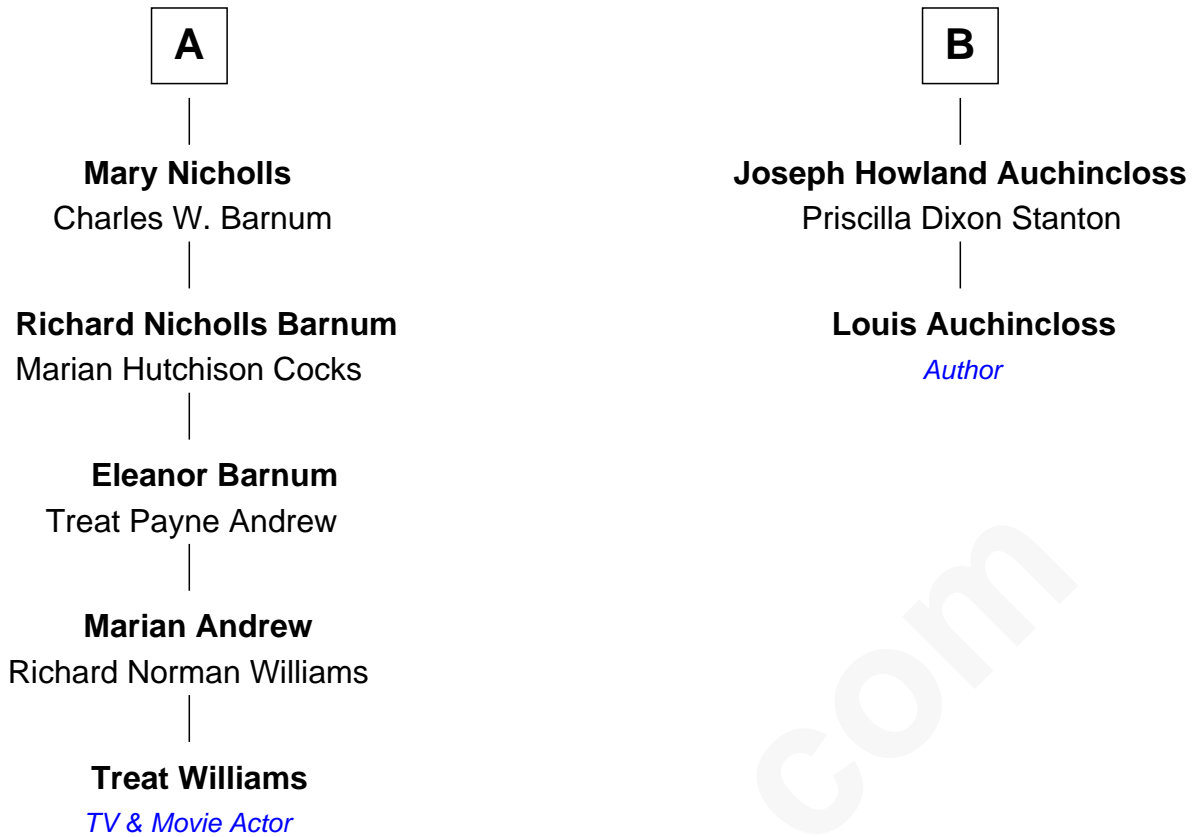 A
Mary Nicholls
Charles W. Barnum
Richard Nicholls Barnum
Marian Hutchison Cocks
Eleanor Barnum
Treat Payne Andrew
Marian Andrew
Richard Norman Williams
Treat Williams
TV & Movie Actor
B
Joseph Howland Auchincloss
Priscilla Dixon Stanton
Louis Auchincloss
Author
com